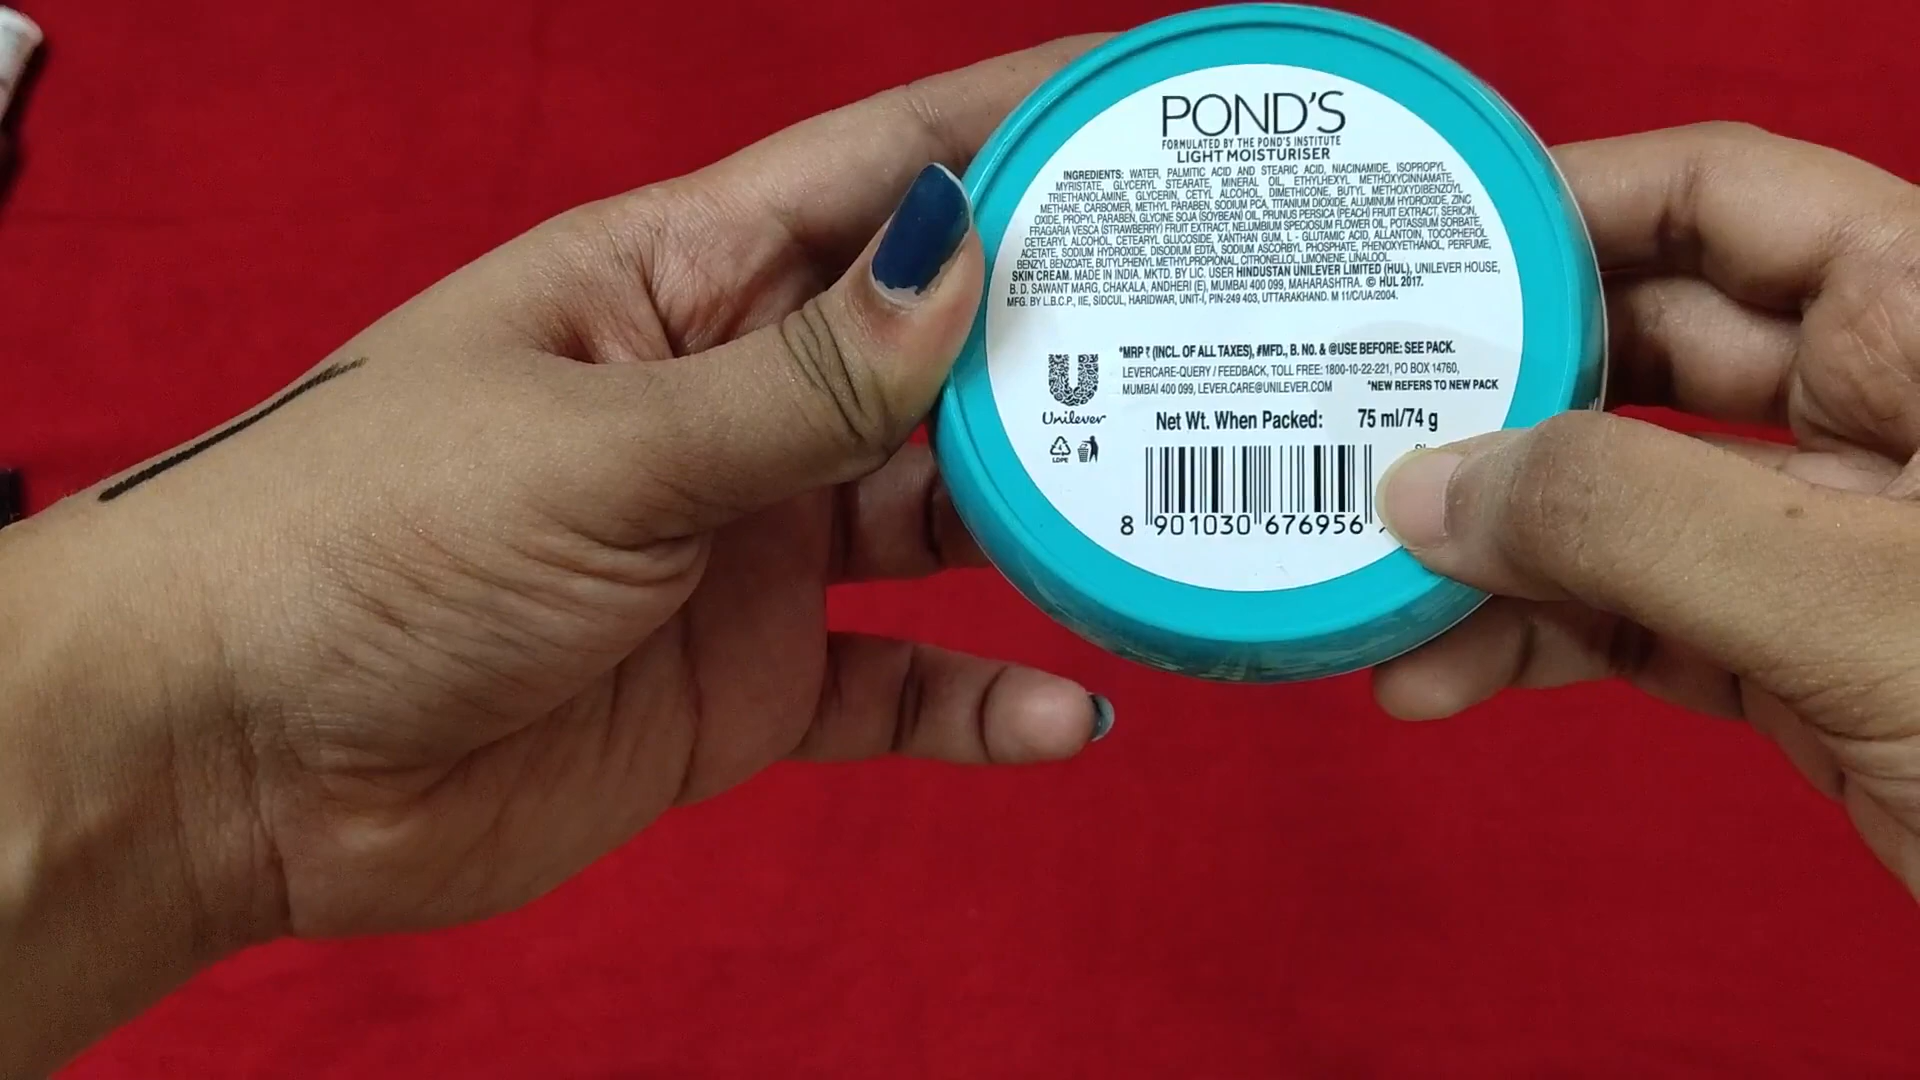 POND'S
FORMULATED BY THE POND'S INSTITUTE
LIGHT MOISTURISER
INGREDIENTS: WATER, PALMITIC ACID AND STEARIC ACID, NIACINAMIDE, ISOPROPYL
MYRISTATE, GLYCERYL STEARATE, MINERAL OIL, ETHYLHEXYL METHOXYCINNAMATE,
TRIETHANOLAMINE, GLYCERIN, CETYL ALCOHOL, DIMETHICONE, BUTYL METHOXYDIBENZOYL
METHANE, CARBOMER, METHYL PARABEN, SODIUM PCA, TITANIUM DIOXIDE, ALUMINUM HYDROXIDE, ZINC
OXIDE, PROPYL PARABEN, GLYCINE SOJA (SOYBEAN) OIL, PRUNUS PERSICA (PEACH) FRUIT EXTRACT, SERICIN,
FRAGARIA VESCA (STRAWBERRY) FRUIT EXTRACT, NELUMBIUM SPECIOSUM FLOWER OIL, POTASSIUM SORBATE,
CETEARYL ALCOHOL, CETEARYL GLUCOSIDE, XANTHAN GUM, L - GLUTAMIC ACID, ALLANTOIN, TOCOPHEROL
ACETATE, SODIUM HYDROXIDE, DISODIUM EDTA, SODIUM ASCORBYL PHOSPHATE, PHENOXYETHANOL, PERFUME,
BENZYL BENZOATE, BUTYLPHENYL METHYLPROPIONAL, CITRONELLOL, LIMONENE, LINALOOL.
SKIN CREAM. MADE IN INDIA. MKTD. BY LIC. USER HINDUSTAN UNILEVER LIMITED (HUL), UNILEVER HOUSE,
B. D. SAWANT MARG, CHAKALA, ANDHERI (E), MUMBAI 400 099, MAHARASHTRA. © HUL 2017.
MFG. BY L.B.C.P., IIE, SIDCUL, HARIDWAR, UNIT-I, PIN-249 403, UTTARAKHAND. M 11/C/UA/2004.
*MRP ₹ (INCL. OF ALL TAXES), #MFD., B. NO. & @USE BEFORE: SEE PACK.
LEVERCARE-QUERY / FEEDBACK, TOLL FREE: 1800-10-22-221, PO BOX 14760,
MUMBAI 400 099, LEVER.CARE@UNILEVER.COM *NEW REFERS TO NEW PACK
Unilever
Net Wt. When Packed: 75 ml/74 g
LDPE
8 901030 676956